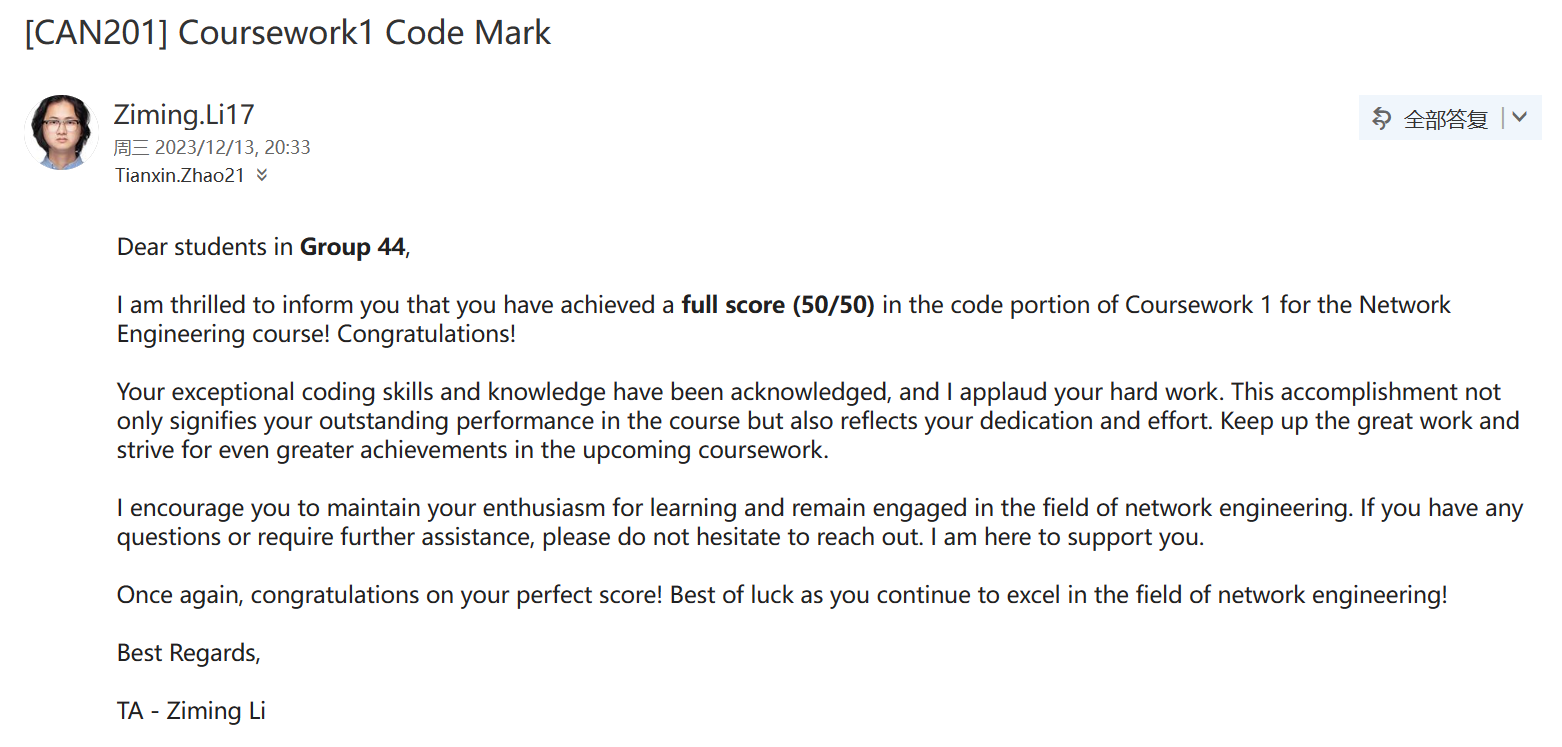 [CAN201] Coursework1 Code Mark
Ziming.Li17
周三 2023/12/13, 20:33
Tianxin.Zhao21
全部答复
Dear students in Group 44,
I am thrilled to inform you that you have achieved a full score (50/50) in the code portion of Coursework 1 for the Network
Engineering course! Congratulations!
Your exceptional coding skills and knowledge have been acknowledged, and I applaud your hard work. This accomplishment not
only signifies your outstanding performance in the course but also reflects your dedication and effort. Keep up the great work and
strive for even greater achievements in the upcoming coursework.
I encourage you to maintain your enthusiasm for learning and remain engaged in the field of network engineering. If you have any
questions or require further assistance, please do not hesitate to reach out. I am here to support you.
Once again, congratulations on your perfect score! Best of luck as you continue to excel in the field of network engineering!
Best Regards,
TA - Ziming Li